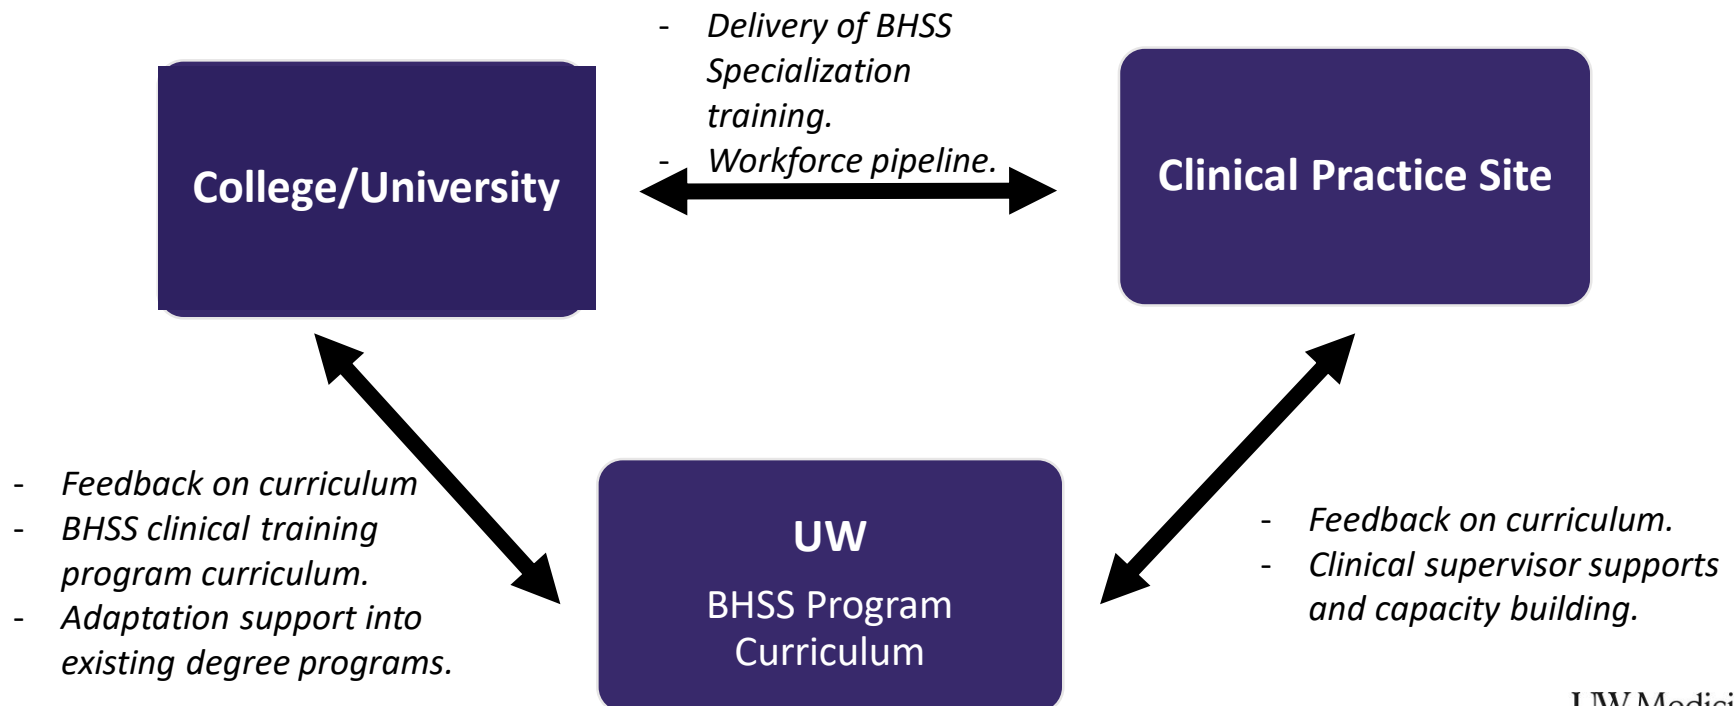 - Delivery of BHSS
Specialization
training.
- Workforce pipeline.
College/University
Clinical Practice Site
- Feedback on curriculum
- BHSS clinical training
program curriculum.
- Adaptation support into
existing degree programs.
UW
BHSS Program
Curriculum
- Feedback on curriculum.
- Clinical supervisor supports
and capacity building.
UW